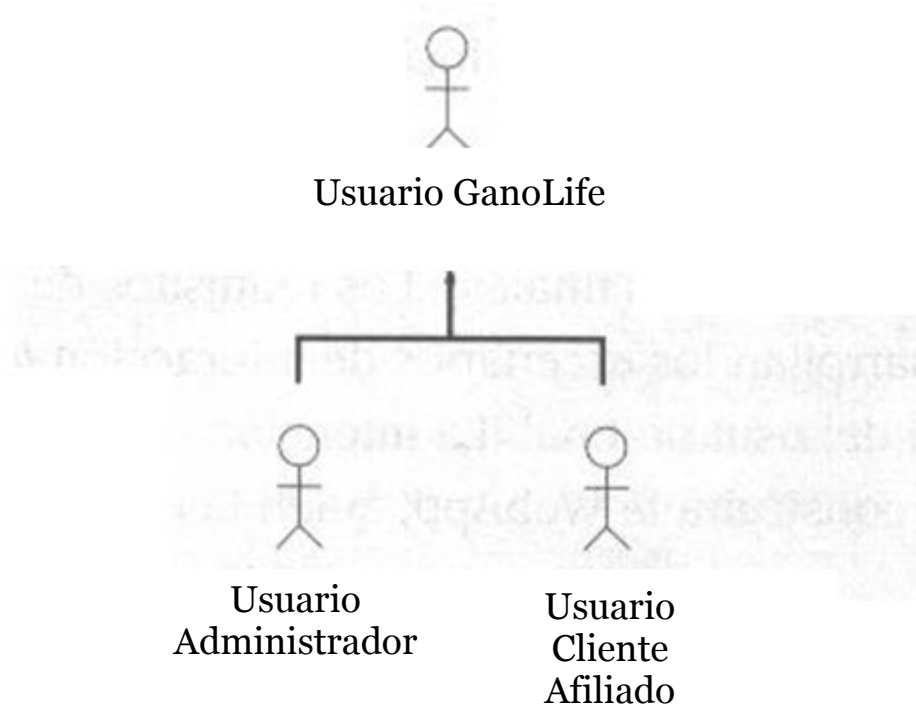 Usuario GanoLife
Usuario
Administrador
Usuario
Cliente
Afiliado